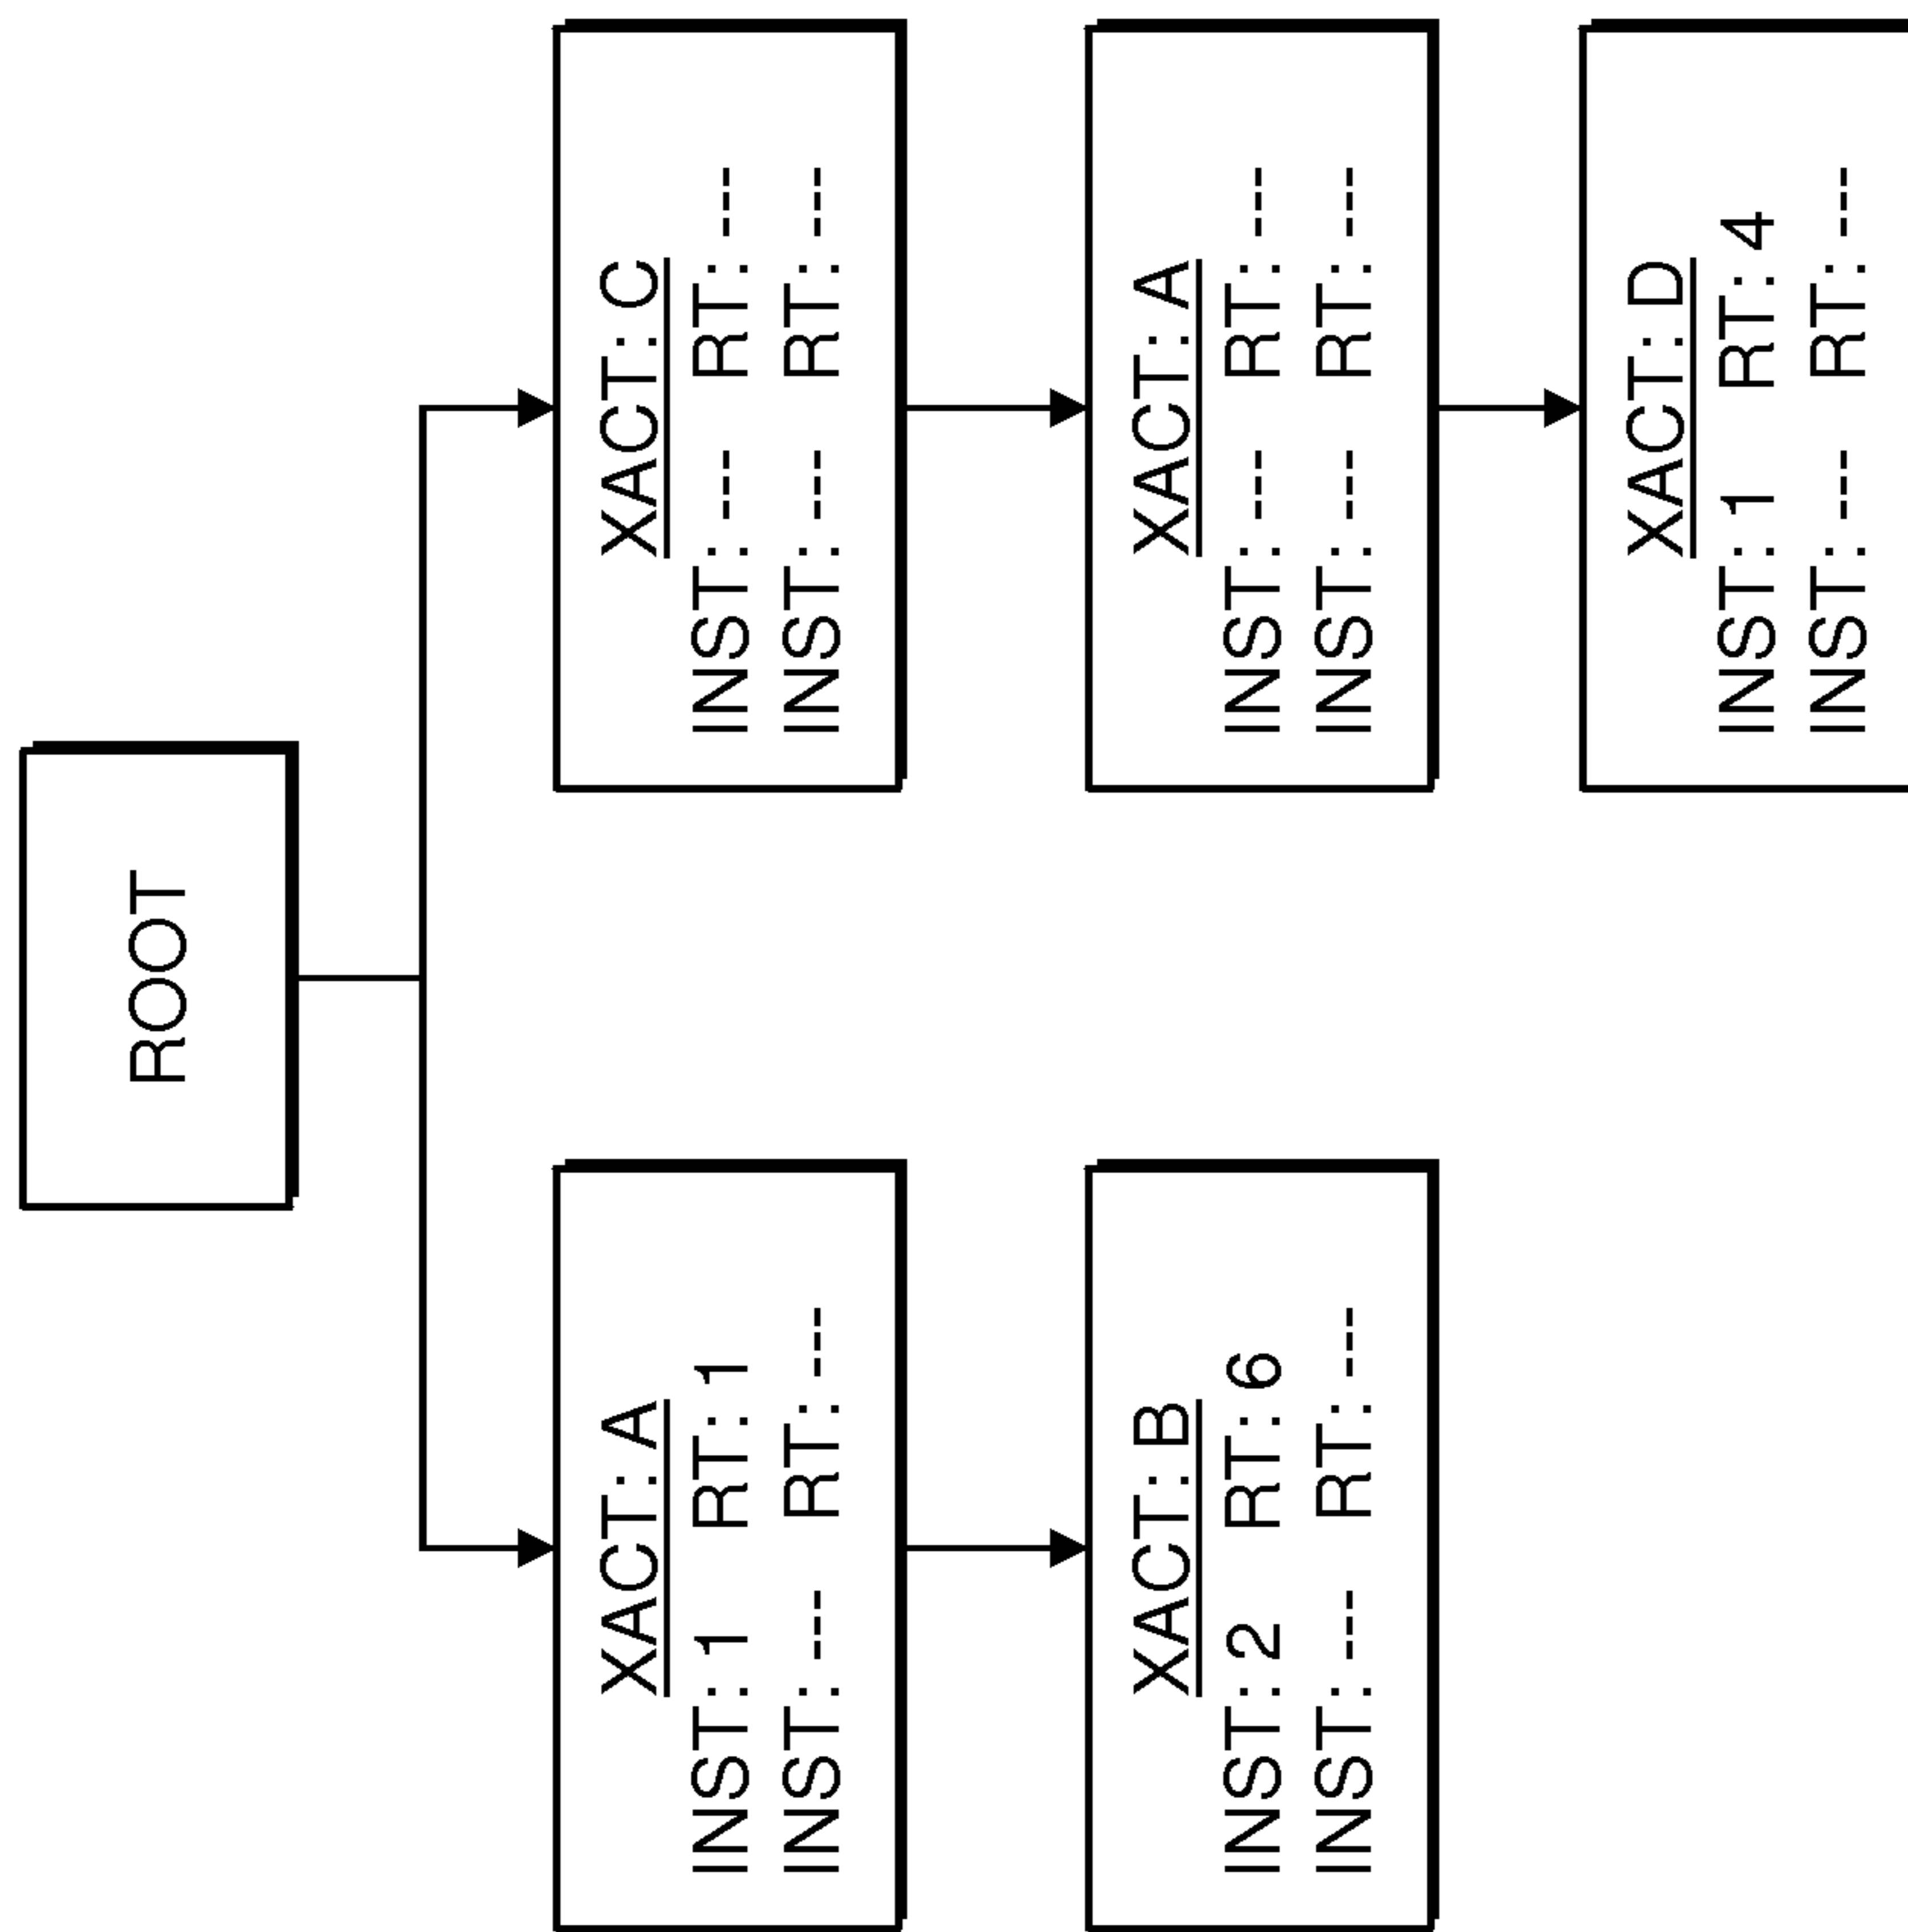 ROOT
XACT: A
INST: 1 RT: 1
INST: --- RT: ---
XACT: C
INST: --- RT: ---
INST: --- RT: ---
XACT: B
INST: 2 RT: 6
INST: --- RT: ---
XACT: A
INST: --- RT: ---
INST: --- RT: ---
XACT: D
INST: 1 RT: 4
INST: --- RT: ---